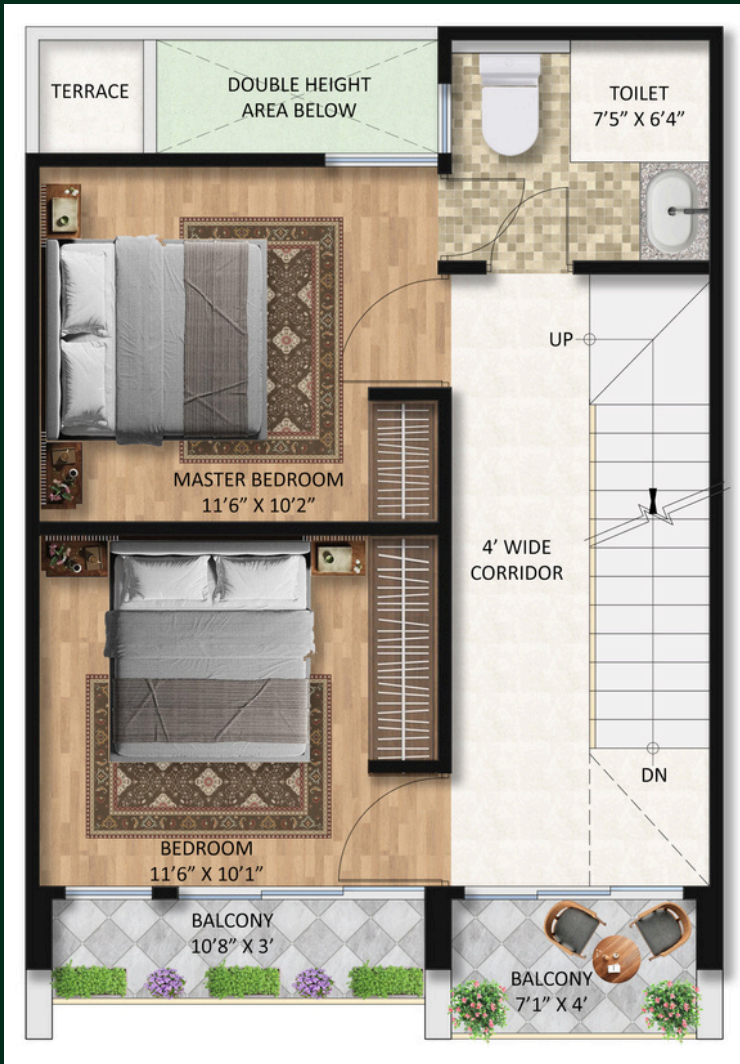 TERRACE
DOUBLE HEIGHT
AREA BELOW
TOILET
7’5” X 6’4”
UP
MASTER BEDROOM
11’6” X 10’2”
4’ WIDE
CORRIDOR
DN
BEDROOM
11’6” X 10’1”
BALCONY
10’8” X 3’
BALCONY
7’1” X 4’